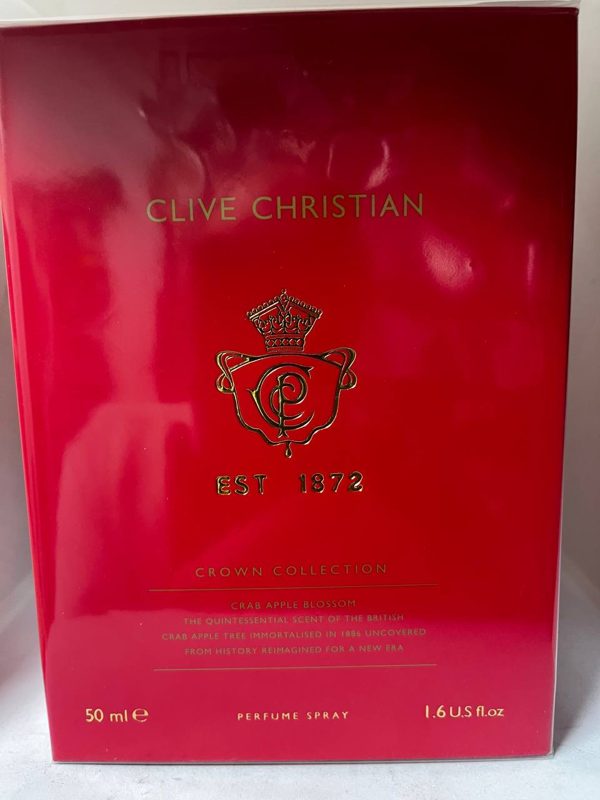 CLIVE CHRISTIAN
EST 1872
CROWN COLLECTION
CRAB APPLE BLOSSOM
THE QUINTESSENTIAL SCENT OF THE BRITISH
CRAB APPLE TREE IMMORTALISED IN 1886 UNCOVERED
FROM HISTORY REIMAGINED FOR A NEW ERA
50 ml ℮ PERFUME SPRAY 1.6 U.S fl.oz